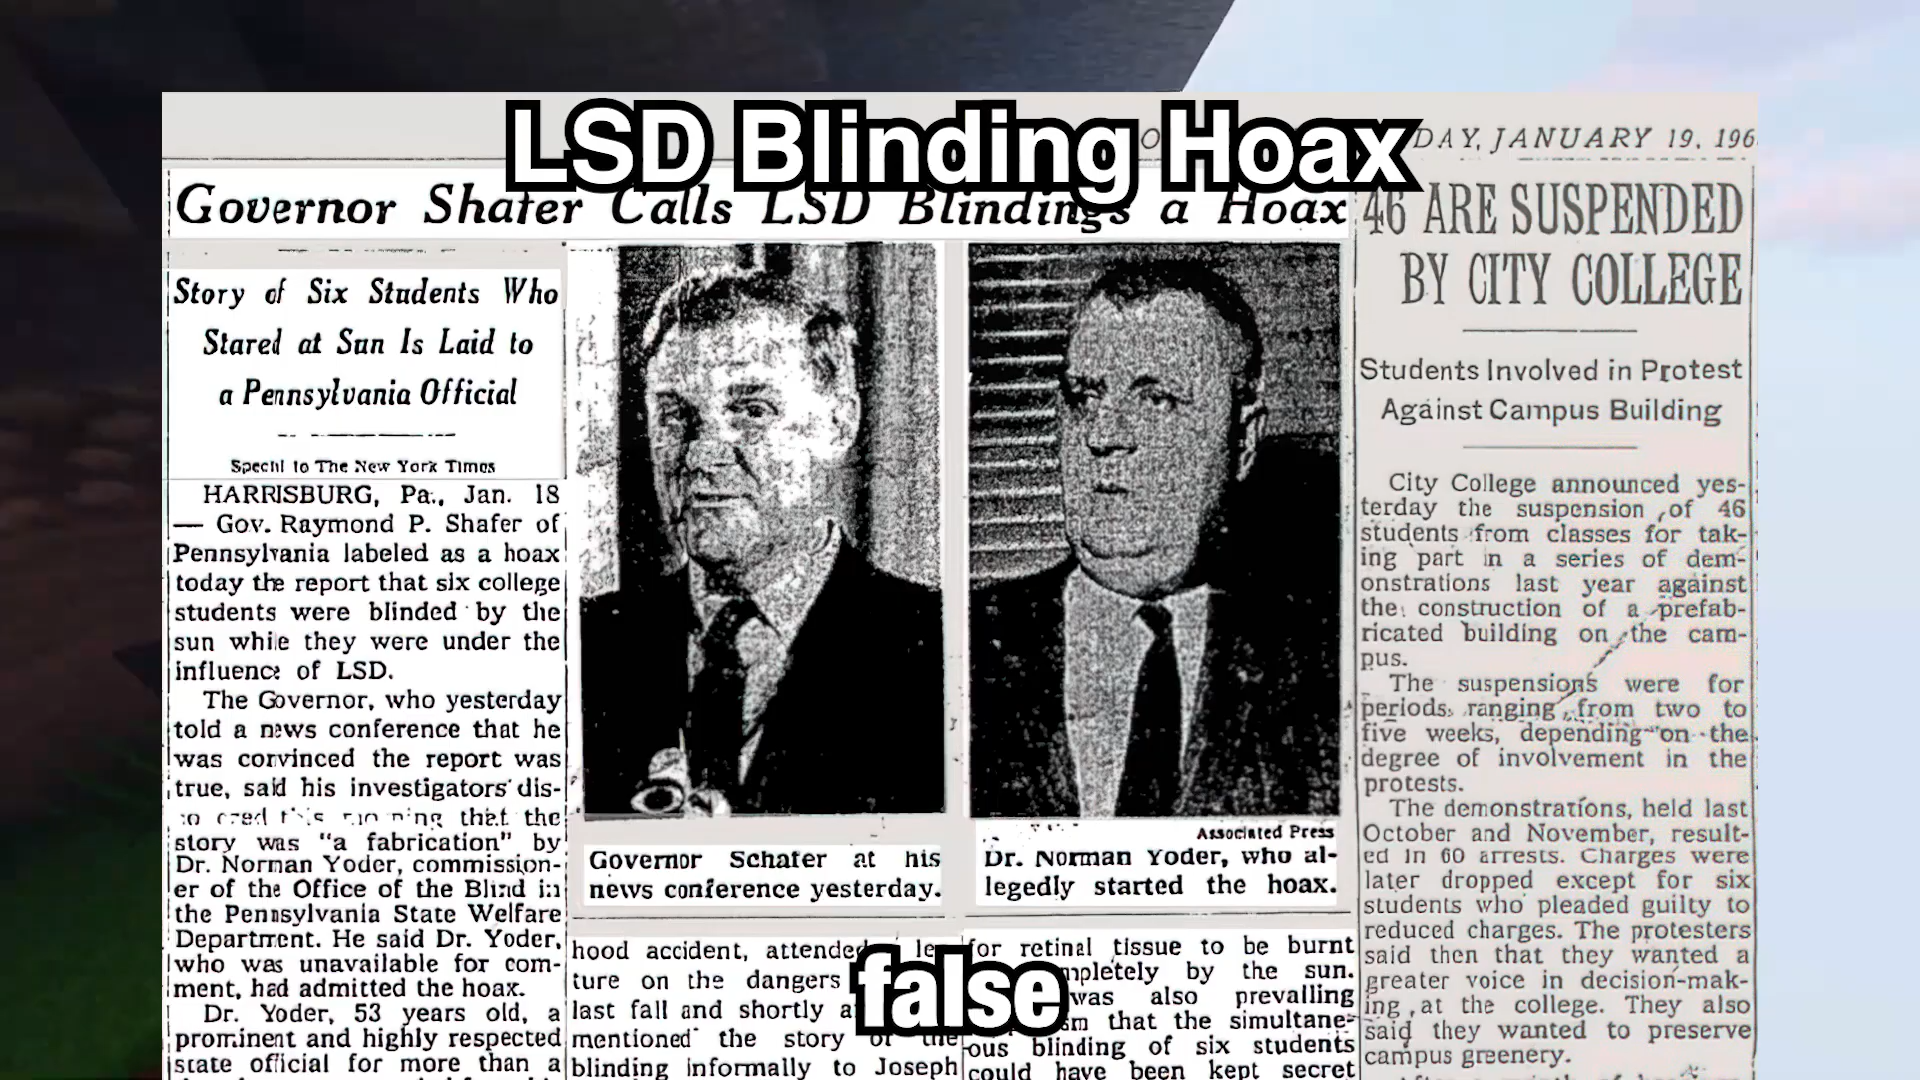 LSD Blinding Hoax
DAY, JANUARY 19, 196
Governor Shafer Calls LSD Blindings a Hoax
Story of Six Students Who
Stared at Sun Is Laid to
a Pennsylvania Official
Special to The New York Times
HARRISBURG, Pa., Jan. 18
— Gov. Raymond P. Shafer of
Pennsylvania labeled as a hoax
today the report that six college
students were blinded by the
sun while they were under the
influence of LSD.
The Governor, who yesterday
told a news conference that he
was convinced the report was
true, said his investigators dis-
this morning that the
story was "a fabrication" by
Dr. Norman Yoder, commission-
er of the Office of the Blind in
the Pennsylvania State Welfare
Department. He said Dr. Yoder,
who was unavailable for com-
ment, had admitted the hoax.
Dr. Yoder, 53 years old, a
prominent and highly respected
state official for more than a
Governor Schafer at his
news conference yesterday.
hood accident, attended
ture on the dangers
last fall and shortly
mentioned the story of the
blinding informally to Joseph
Associated Press
Dr. Norman Yoder, who al-
legedly started the hoax.
for retinal tissue to be burnt
by the sun.
was also prevailing
that the simultane-
ous blinding of six students
could have been kept secret
46 ARE SUSPENDED
BY CITY COLLEGE
Students Involved in Protest
Against Campus Building
City College announced yes-
terday the suspension of 46
students from classes for tak-
ing part in a series of dem-
onstrations last year against
the construction of a prefab-
ricated building on the cam-
pus.
The suspensions were for
periods ranging from two to
five weeks, depending on the
degree of involvement in the
protests.
The demonstrations, held last
October and November, result-
ed in 60 arrests. Charges were
later dropped except for six
students who pleaded guilty to
reduced charges. The protesters
said then that they wanted a
greater voice in decision-mak-
ing at the college. They also
said they wanted to preserve
campus greenery.
false